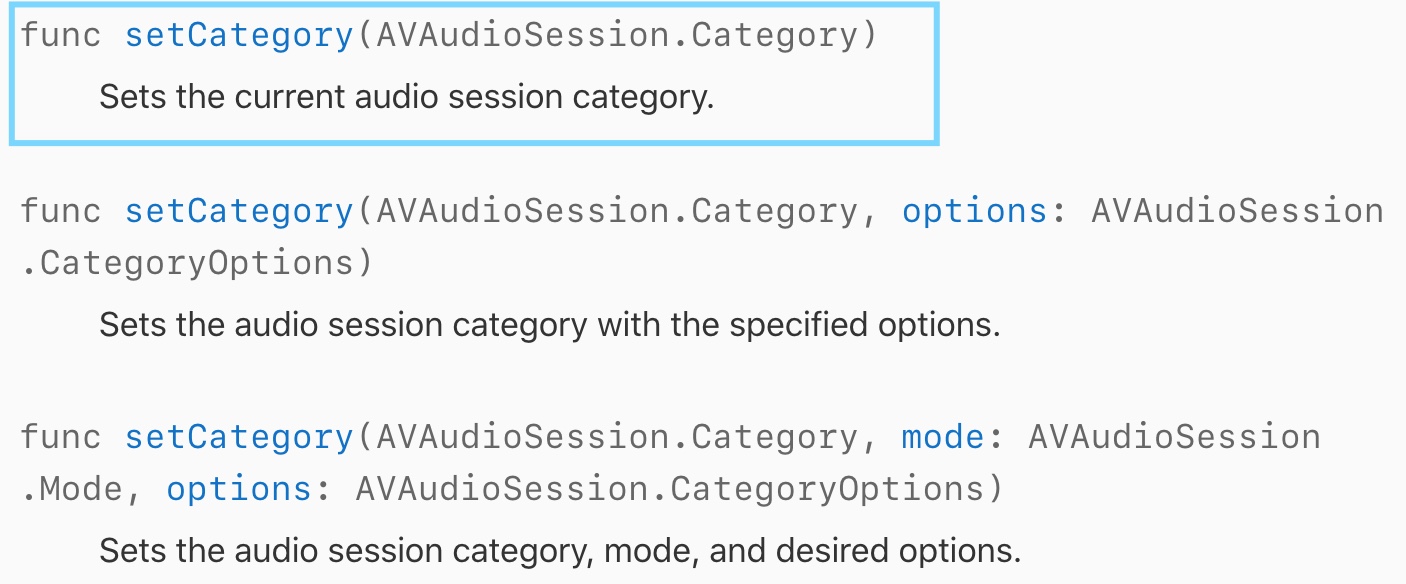 func setCategory(AVAudioSession.Category)
Sets the current audio session category.
func setCategory(AVAudioSession.Category, options: AVAudioSession
.CategoryOptions)
Sets the audio session category with the specified options.
func setCategory(AVAudioSession.Category, mode: AVAudioSession
.Mode, options: AVAudioSession.CategoryOptions)
Sets the audio session category, mode, and desired options.